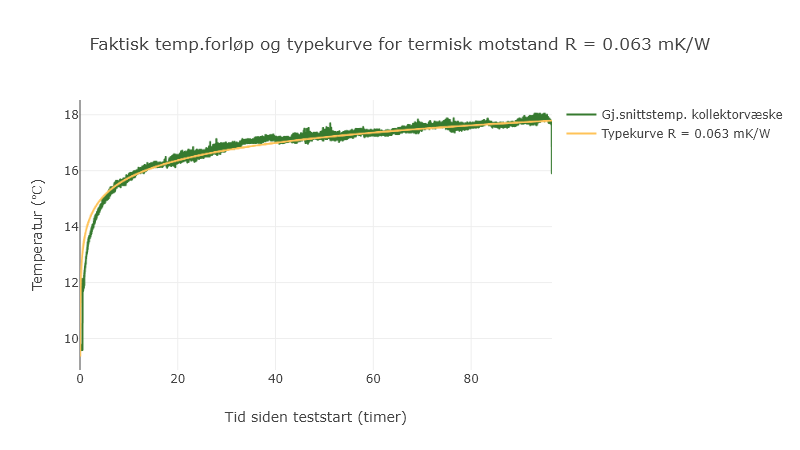 Faktisk temp.forløp og typekurve for termisk motstand R = 0.063 mK/W
Gj.snittstemp. kollektorvæske
Typekurve R = 0.063 mK/W
Temperatur (℃)
18
16
14
12
10
0
20
40
60
80
Tid siden teststart (timer)